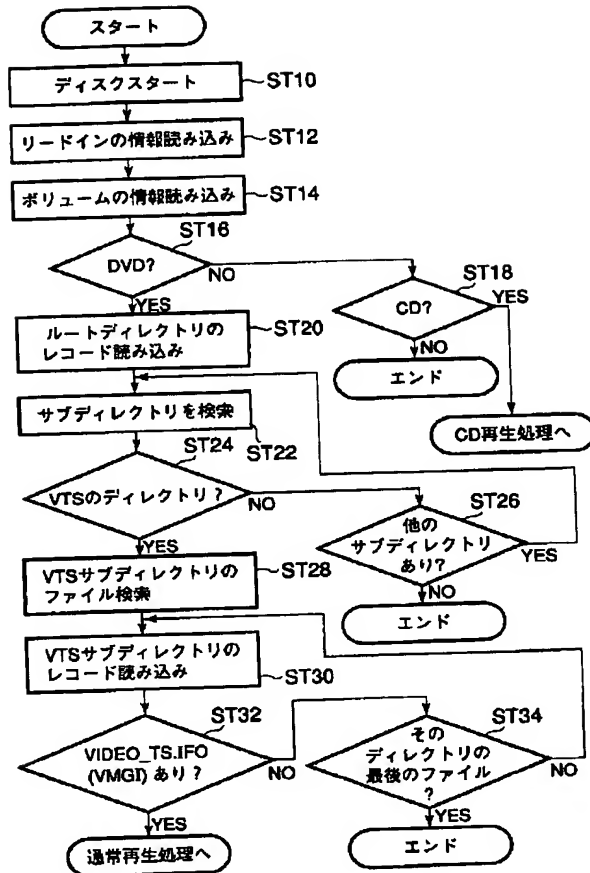 スタート
ディスクスタート
ST10
リードインの情報読み込み
ST12
ボリュームの情報読み込み
ST14
ST16
DVD?
NO
YES
ST18
CD?
YES
NO
エンド
CD再生処理へ
ルートディレクトリの
レコード読み込み
ST20
サブディレクトリを検索
ST22
ST24
VTSのディレクトリ?
NO
YES
ST26
他の
サブディレクトリ
あり?
YES
NO
エンド
VTSサブディレクトリの
ファイル検索
ST28
VTSサブディレクトリの
レコード読み込み
ST30
ST32
VIDEO_TS.IFO
(VMGI) あり?
NO
YES
通常再生処理へ
ST34
その
ディレクトリの
最後のファイル
?
NO
YES
エンド